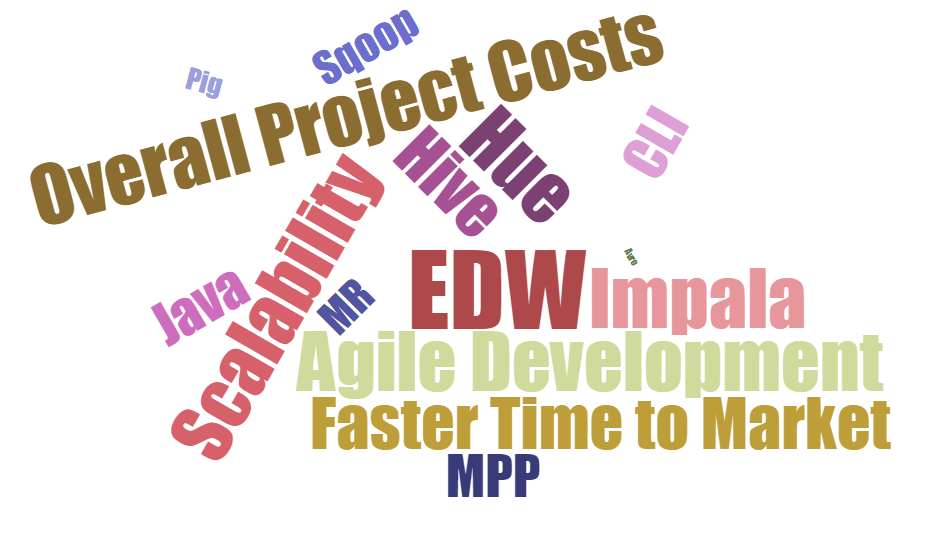 Sqoop
Pig
Overall Project Costs
CLI
Hive
Hue
Scalability
Java
MR
Avro
EDW
Impala
Agile Development
Faster Time to Market
MPP